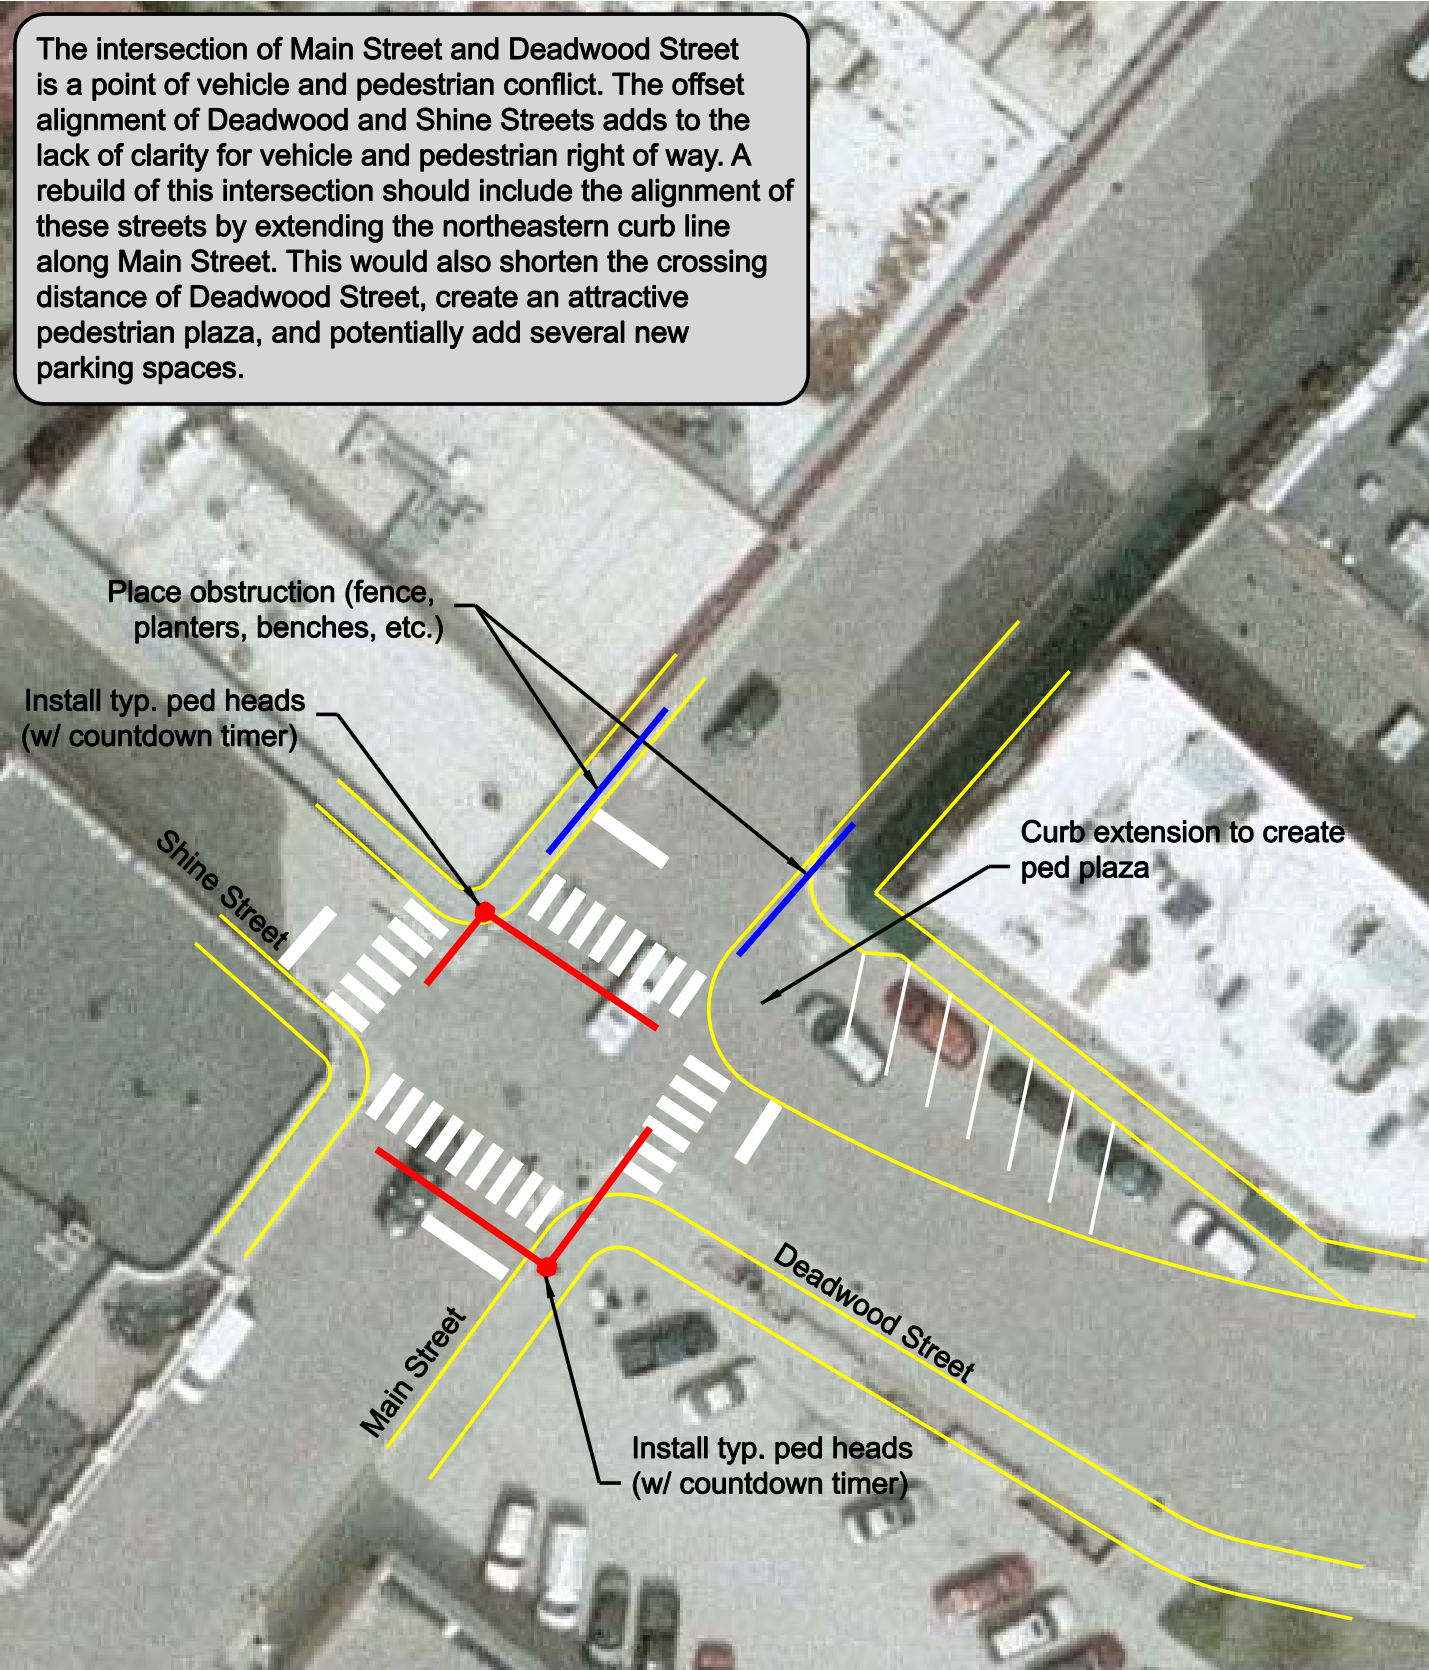 The intersection of Main Street and Deadwood Street
is a point of vehicle and pedestrian conflict. The offset
alignment of Deadwood and Shine Streets adds to the
lack of clarity for vehicle and pedestrian right of way. A
rebuild of this intersection should include the alignment of
these streets by extending the northeastern curb line
along Main Street. This would also shorten the crossing
distance of Deadwood Street, create an attractive
pedestrian plaza, and potentially add several new
parking spaces.
Place obstruction (fence,
planters, benches, etc.)
Install typ. ped heads
(w/ countdown timer)
Shine Street
Curb extension to create
ped plaza
Deadwood Street
Main Street
Install typ. ped heads
(w/ countdown timer)